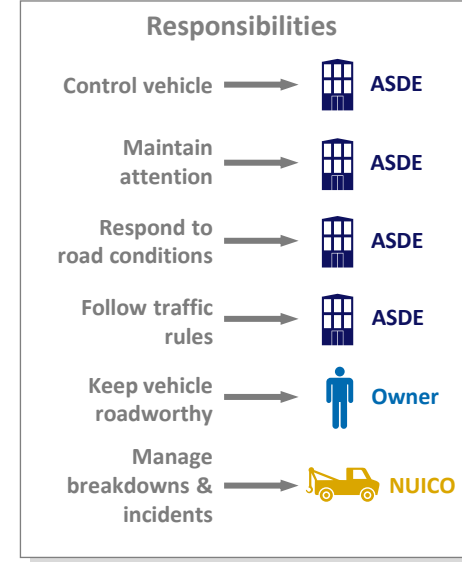 Responsibilities
Control vehicle
ASDE
Maintain
attention
ASDE
Respond to
road conditions
ASDE
Follow traffic
rules
ASDE
Keep vehicle
roadworthy
Owner
Manage
breakdowns &
incidents
NUICO